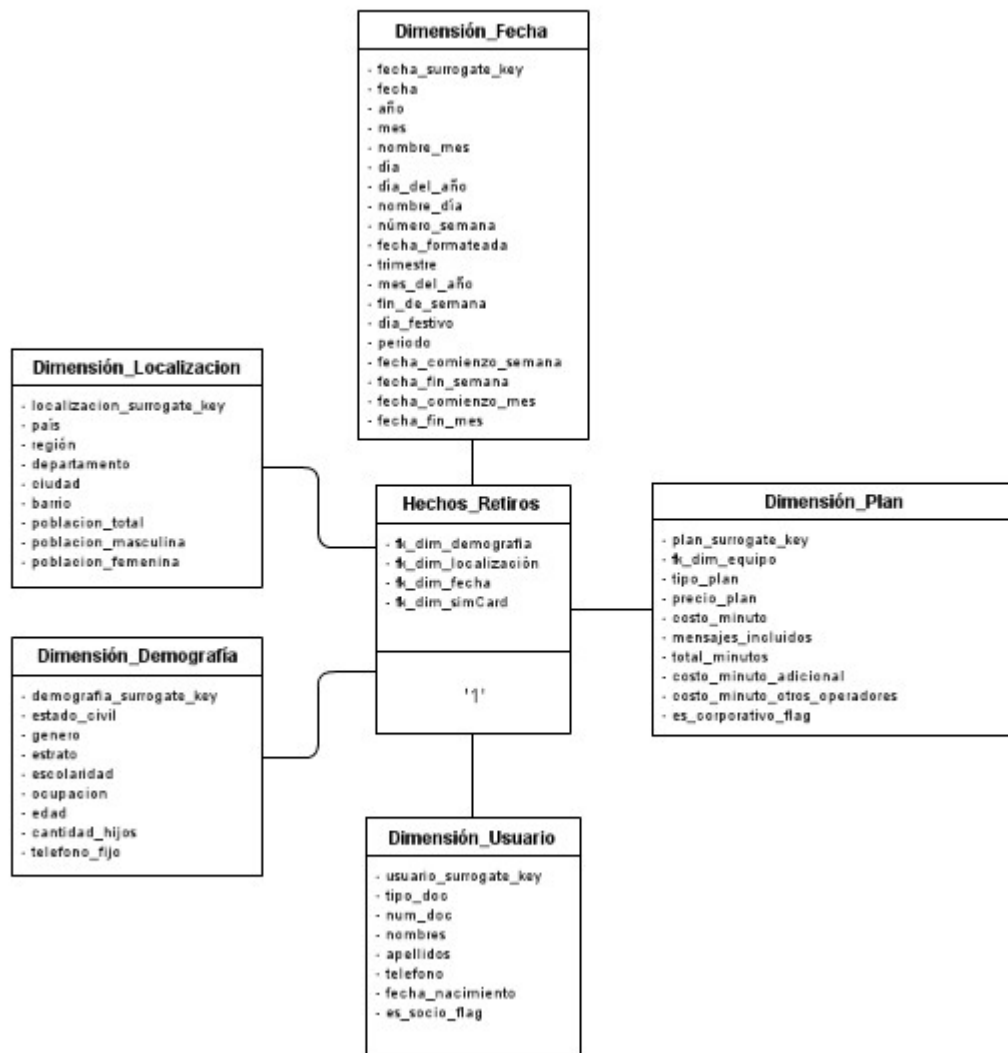 Dimensión_Fecha
- fecha_surrogate_key
- fecha
- año
- mes
- nombre_mes
- dia
- dia_del_año
- nombre_día
- número_semana
- fecha_formateada
- trimestre
- mes_del_año
- fin_de_semana
- dia_festivo
- periodo
- fecha_comienzo_semana
- fecha_fin_semana
- fecha_comienzo_mes
- fecha_fin_mes
Dimensión_Localizacion
- localizacion_surrogate_key
- pais
- región
- departamento
- ciudad
- barrio
- poblacion_total
- poblacion_masculina
- poblacion_femenina
Hechos_Retiros
- fk_dim_demografia
- fk_dim_localización
- fk_dim_fecha
- fk_dim_simCard
'1'
Dimensión_Plan
- plan_surrogate_key
- fk_dim_equipo
- tipo_plan
- precio_plan
- costo_minuto
- mensajes_incluidos
- total_minutos
- costo_minuto_adicional
- costo_minuto_otros_operadores
- es_corporativo_flag
Dimensión_Demografía
- demografia_surrogate_key
- estado_civil
- genero
- estrato
- escolaridad
- ocupacion
- edad
- cantidad_hijos
- telefono_fijo
Dimensión_Usuario
- usuario_surrogate_key
- tipo_doc
- num_doc
- nombres
- apellidos
- telefono
- fecha_nacimiento
- es_socio_flag